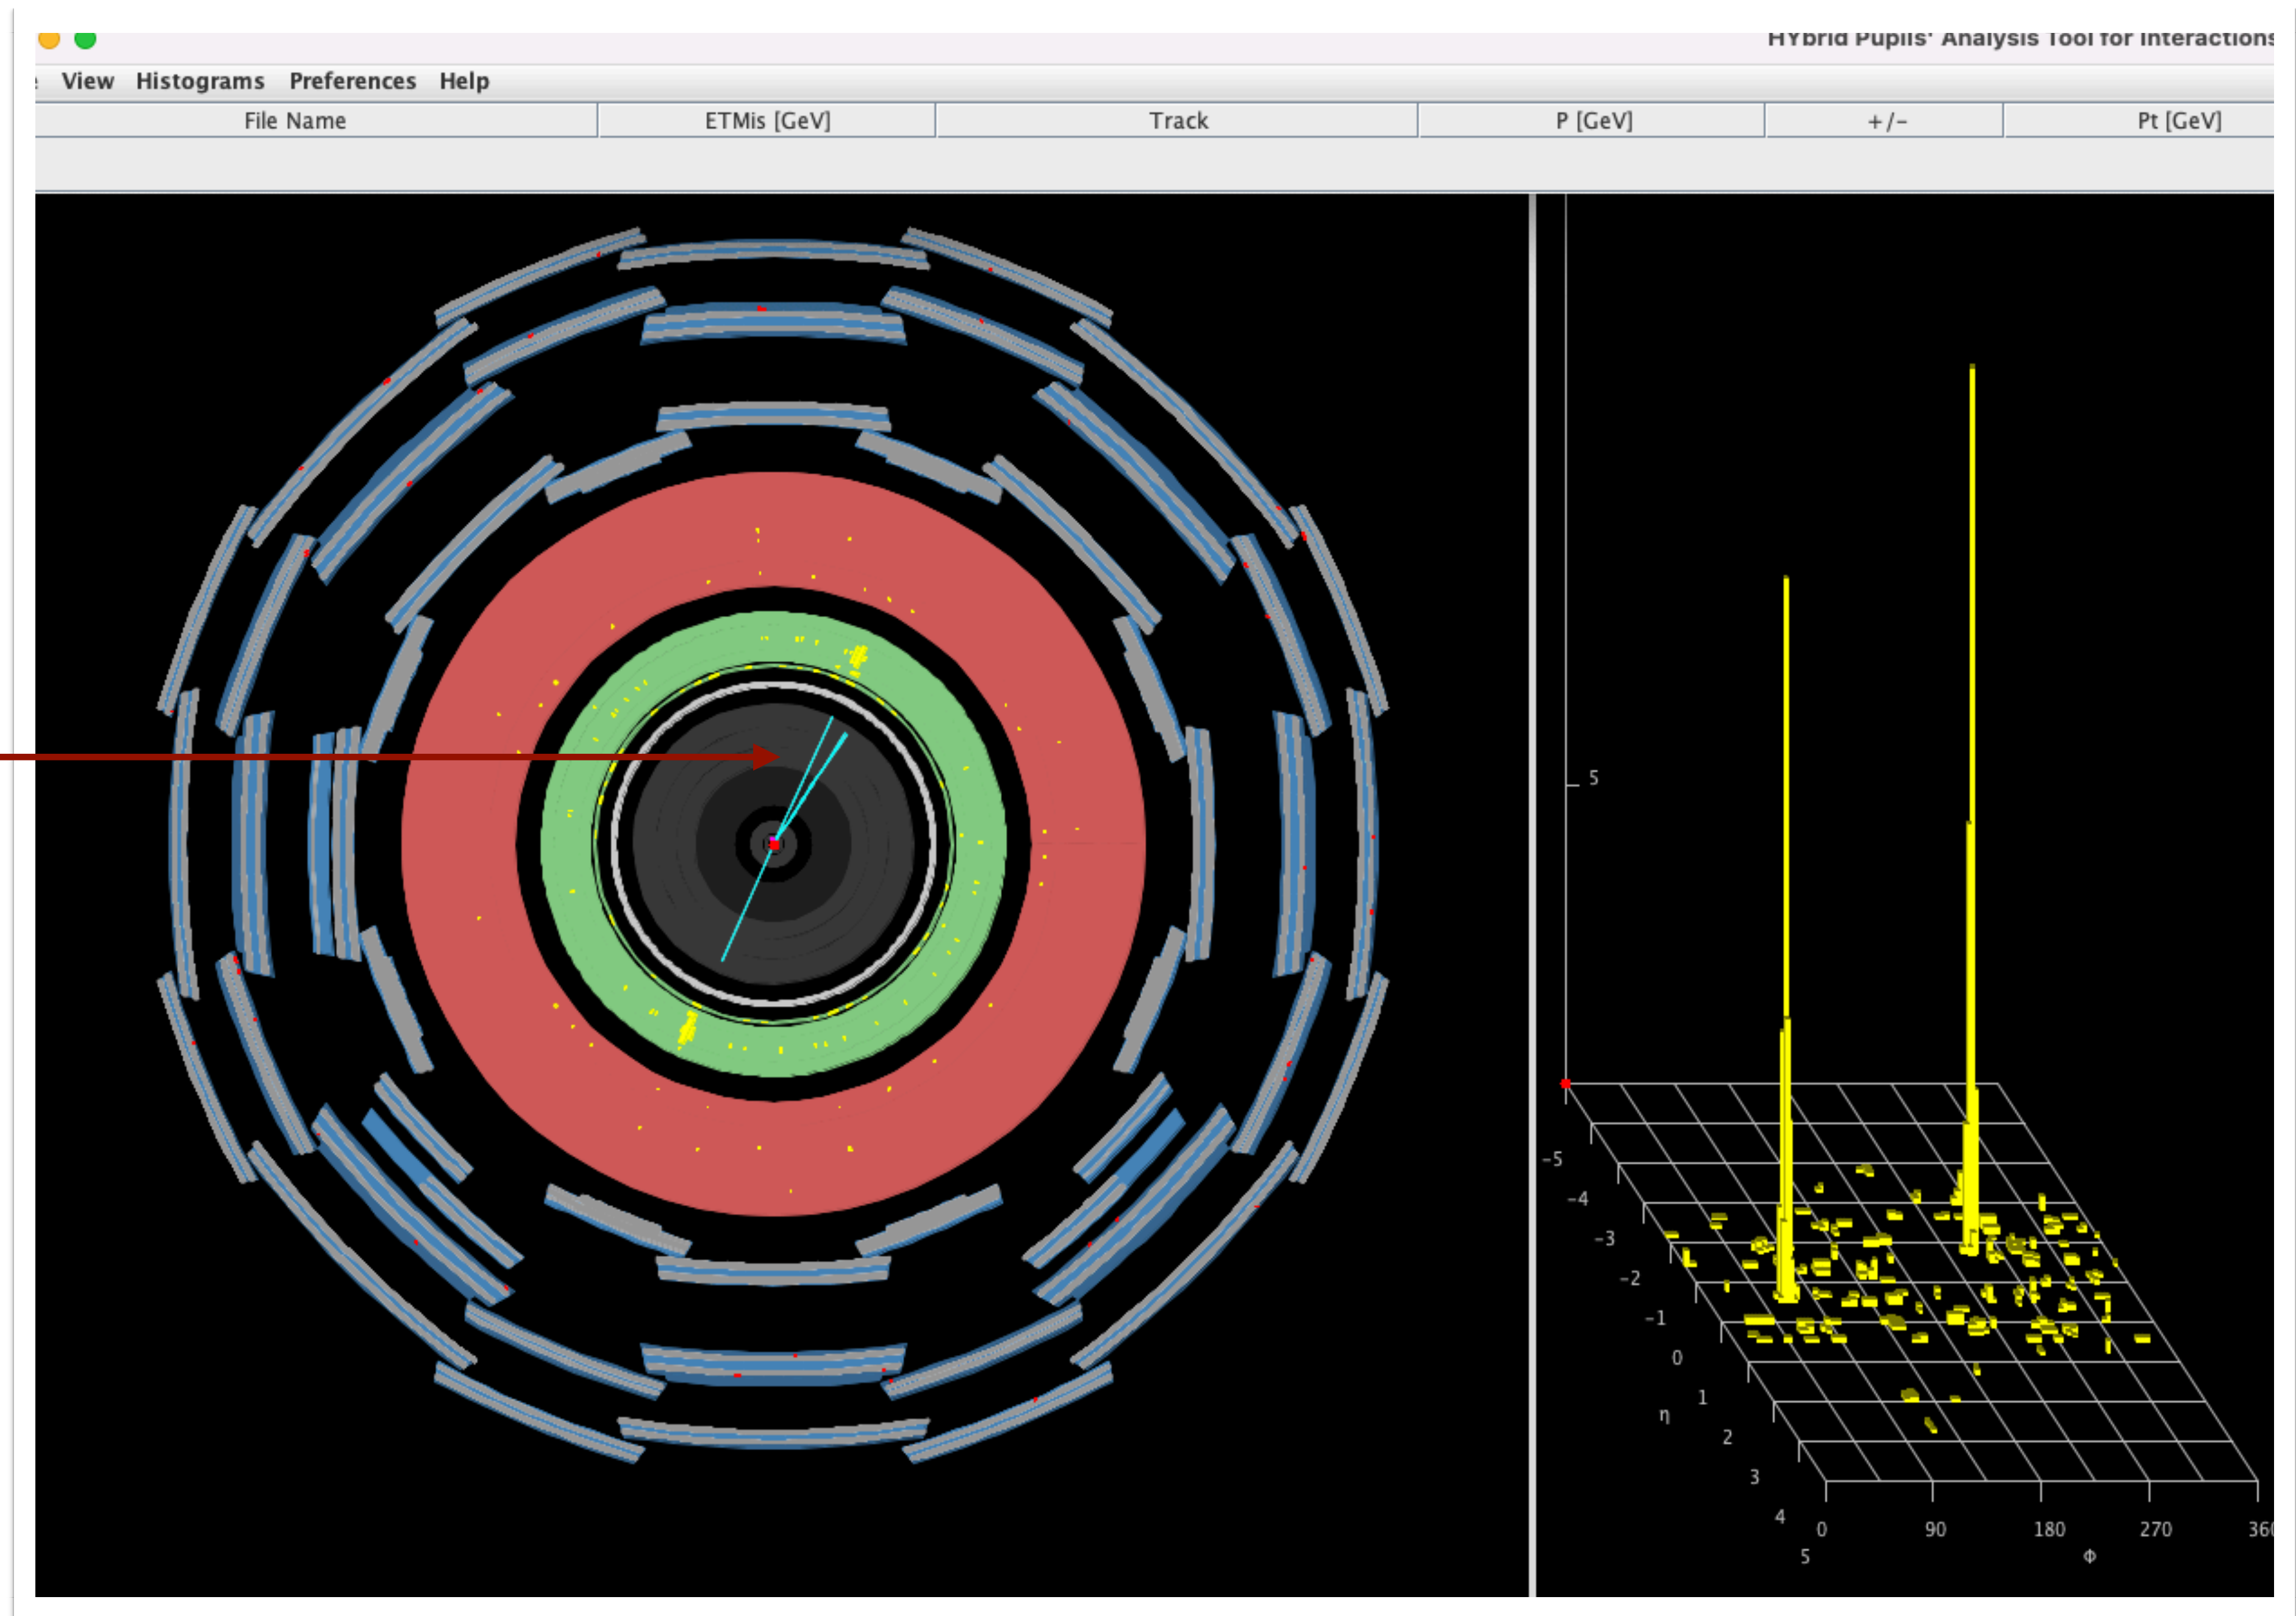 HYbrid Pupils' Analysis Tool for Interactions
View Histograms Preferences Help
File Name ETMis [GeV] Track P [GeV] +/- Pt [GeV]
5
-5
-4
-3
-2
-1
0
1
η
2
3
4
0 90 180 270
5
Φ